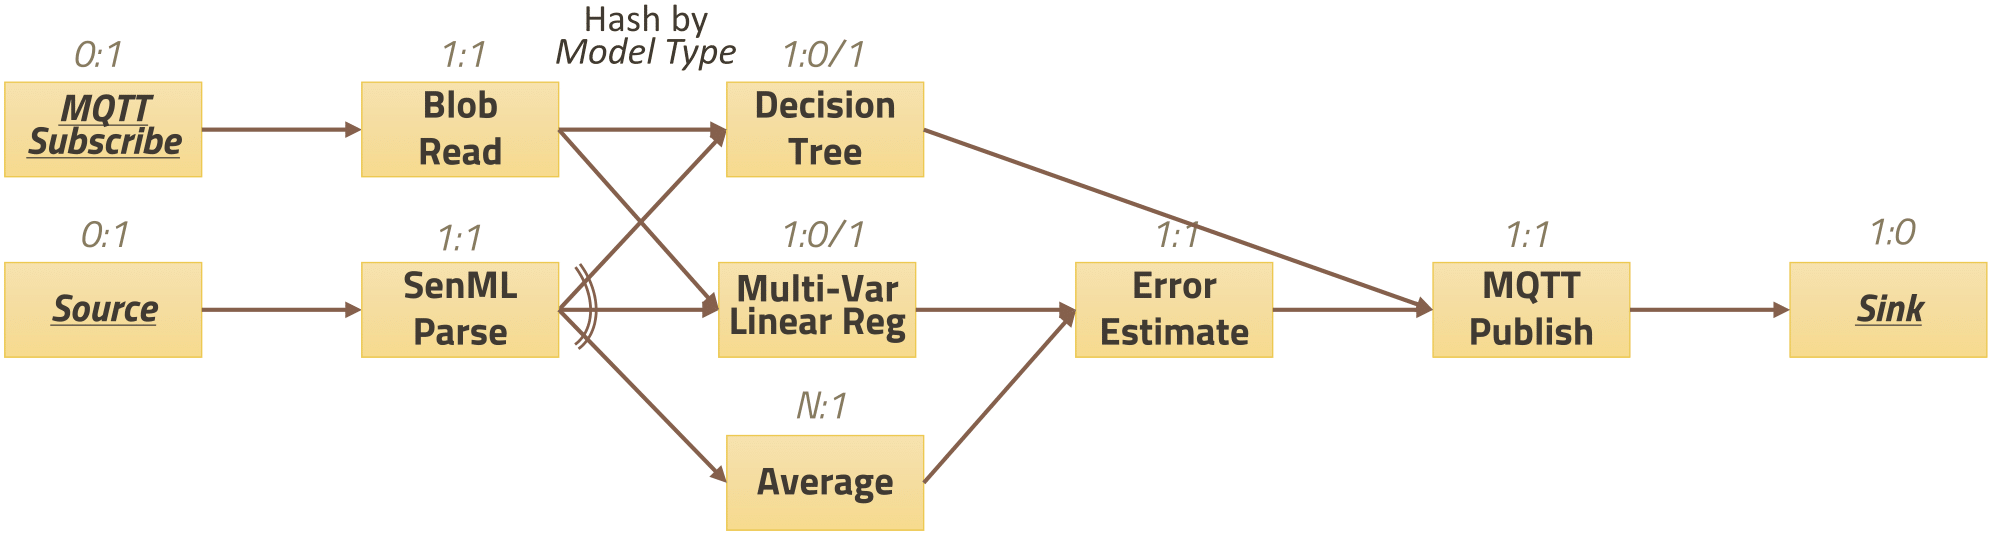 Hash by
Model Type
0:1
1:1
1:0/1
MQTT
Subscribe
Blob
Read
Decision
Tree
0:1
1:1
1:0/1
1:1
1:1
1:0
Source
SenML
Parse
Multi-Var
Linear Reg
Error
Estimate
MQTT
Publish
Sink
N:1
Average